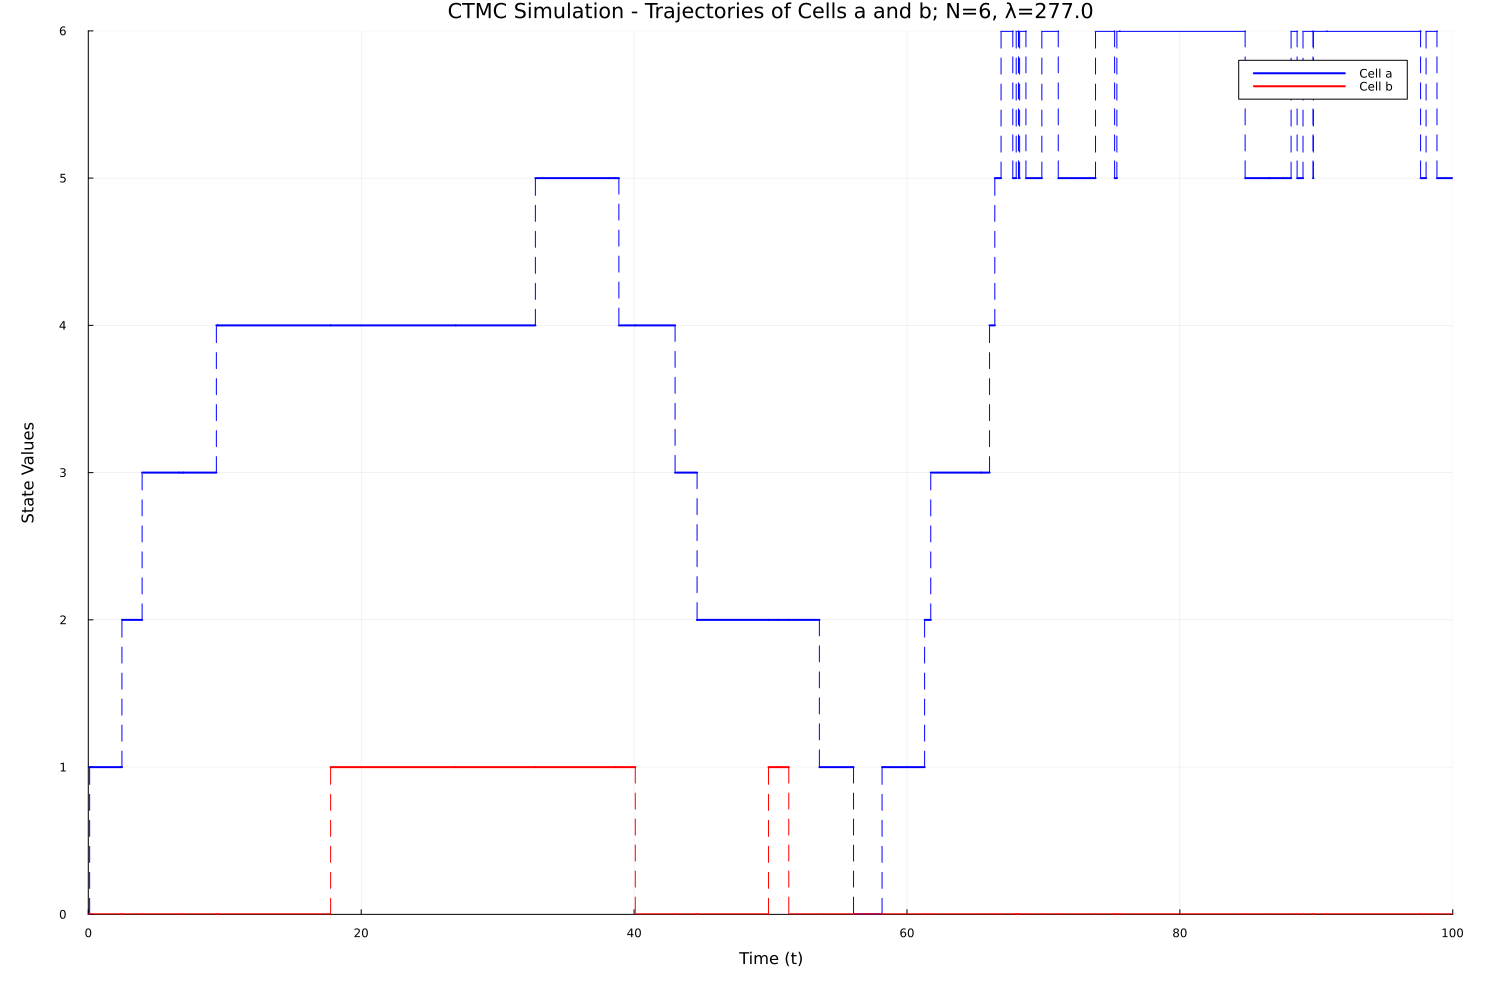 CTMC Simulation - Trajectories of Cells a and b; N=6, λ=277.0
6
Cell a
Cell b
5
4
3
State Values
2
1
0
0 20 40 60 80 100
Time (t)